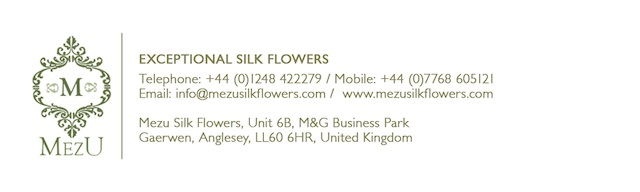 EXCEPTIONAL SILK FLOWERS
Telephone: +44 (0)1248 422279 / Mobile: +44 (0)7768 605121
Email: info@mezusilkflowers.com / www.mezusilkflowers.com
Mezu Silk Flowers, Unit 6B, M&G Business Park
Gaerwen, Anglesey, LL60 6HR, United Kingdom
M
MEZU